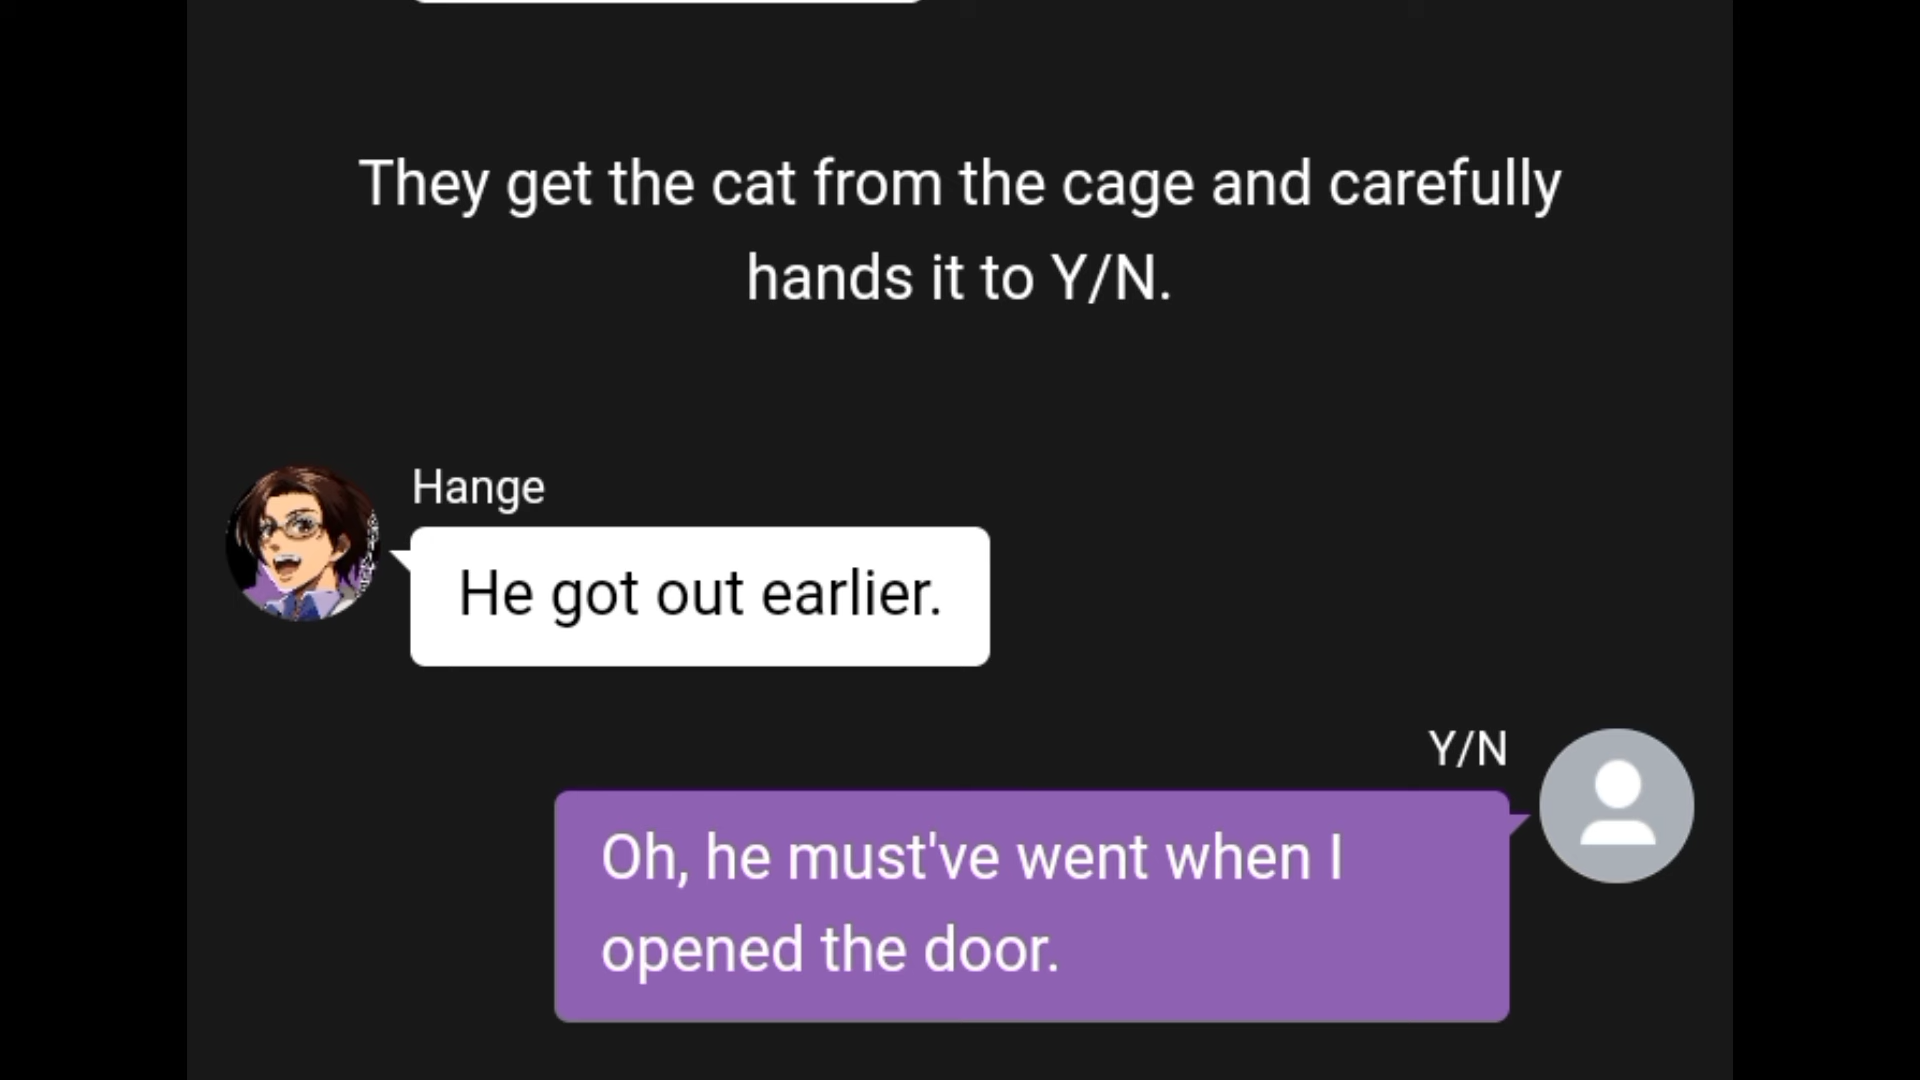 They get the cat from the cage and carefully
hands it to Y/N.
Hange
He got out earlier.
Y/N
Oh, he must've went when I
opened the door.